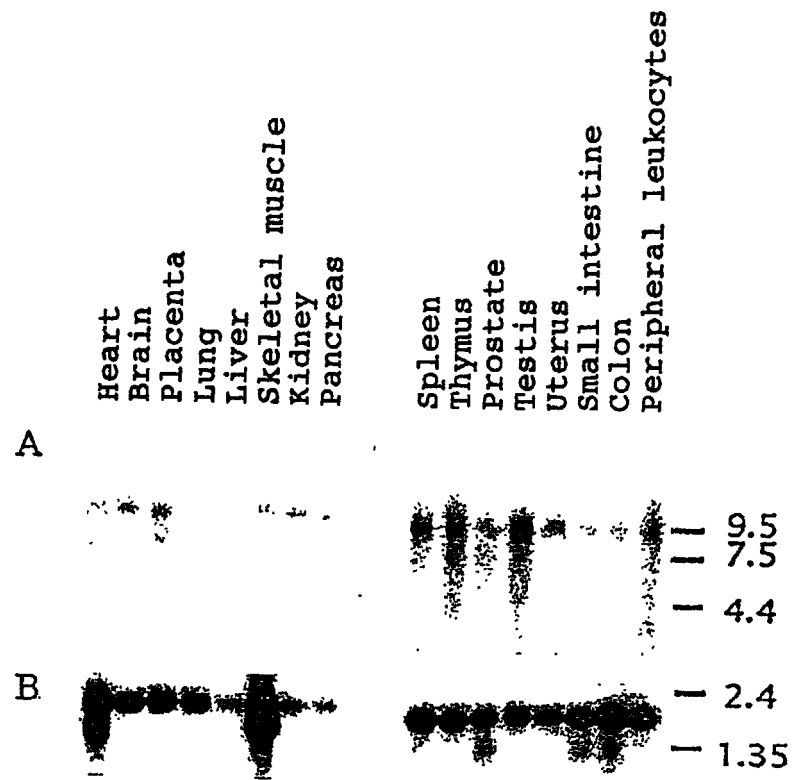 Heart
Brain
Placenta
Lung
Liver
Skeletal muscle
Kidney
Pancreas
Spleen
Thymus
Prostate
Testis
Uterus
Small intestine
Colon
Peripheral leukocytes
A
9.5
7.5
4.4
B
2.4
1.35